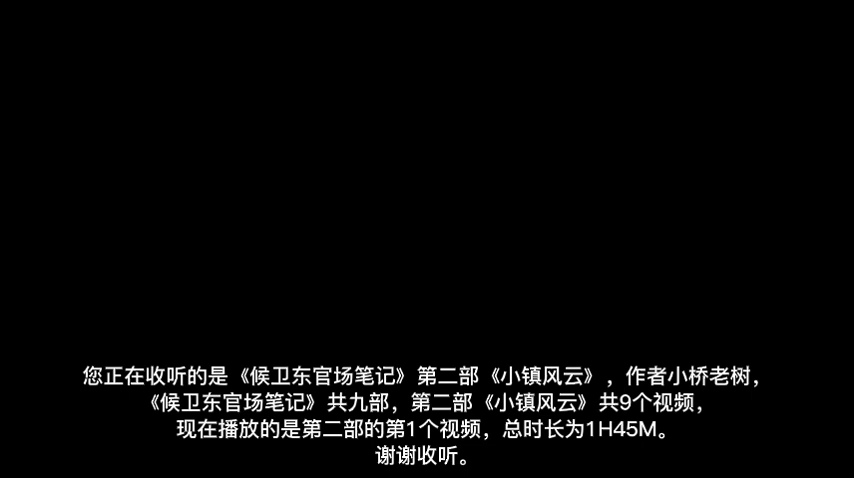 您正在收听的是《候卫东官场笔记》第二部《小镇风云》，作者小桥老树，
《候卫东官场笔记》共九部，第二部《小镇风云》共9个视频，
现在播放的是第二部的第1个视频，总时长为1H45M。
谢谢收听。